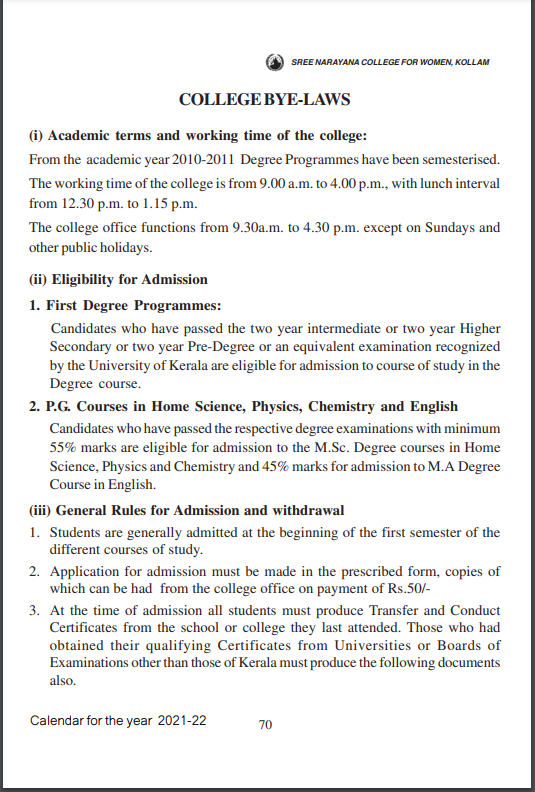 SREE NARAYANA COLLEGE FOR WOMEN, KOLLAM
COLLEGE BYE-LAWS
(i) Academic terms and working time of the college:
From the academic year 2010-2011 Degree Programmes have been semesterised.
The working time of the college is from 9.00 a.m. to 4.00 p.m., with lunch interval
from 12.30 p.m. to 1.15 p.m.
The college office functions from 9.30a.m. to 4.30 p.m. except on Sundays and
other public holidays.
(ii) Eligibility for Admission
1. First Degree Programmes:
Candidates who have passed the two year intermediate or two year Higher
Secondary or two year Pre-Degree or an equivalent examination recognized
by the University of Kerala are eligible for admission to course of study in the
Degree course.
2. P.G. Courses in Home Science, Physics, Chemistry and English
Candidates who have passed the respective degree examinations with minimum
55% marks are eligible for admission to the M.Sc. Degree courses in Home
Science, Physics and Chemistry and 45% marks for admission to M.A Degree
Course in English.
(iii) General Rules for Admission and withdrawal
1. Students are generally admitted at the beginning of the first semester of the
different courses of study.
2. Application for admission must be made in the prescribed form, copies of
which can be had from the college office on payment of Rs.50/-
3. At the time of admission all students must produce Transfer and Conduct
Certificates from the school or college they last attended. Those who had
obtained their qualifying Certificates from Universities or Boards of
Examinations other than those of Kerala must produce the following documents
also.
Calendar for the year 2021-22
70